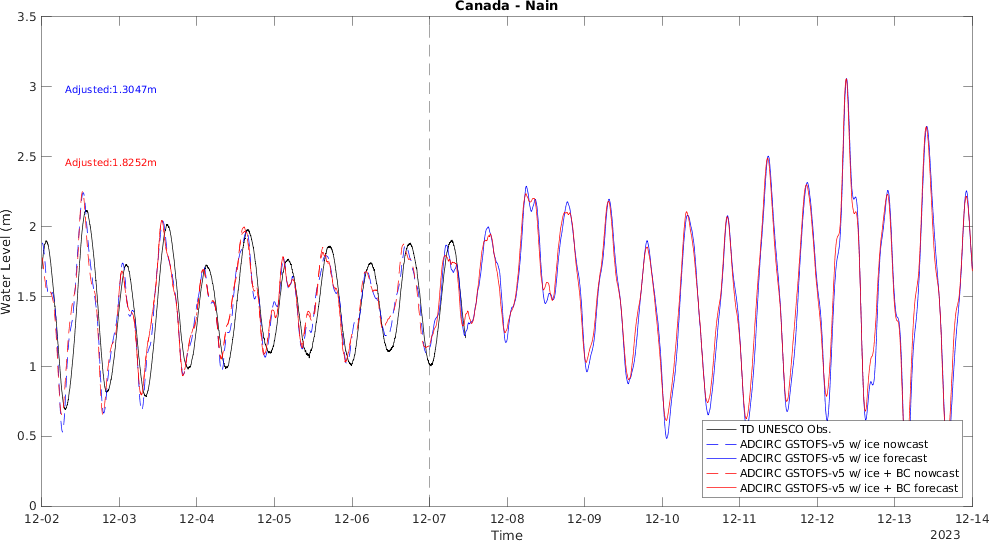 Canada - Nain
3.5
3
2.5
2
1.5
1
0.5
0
Water Level (m)
Adjusted:1.3047m
Adjusted:1.8252m
TD UNESCO Obs.
ADCIRC GSTOFS-v5 w/ ice nowcast
ADCIRC GSTOFS-v5 w/ ice forecast
ADCIRC GSTOFS-v5 w/ ice + BC nowcast
ADCIRC GSTOFS-v5 w/ ice + BC forecast
12-02 12-03 12-04 12-05 12-06 12-07 12-08 12-09 12-10 12-11 12-12 12-13 12-14
Time
2023